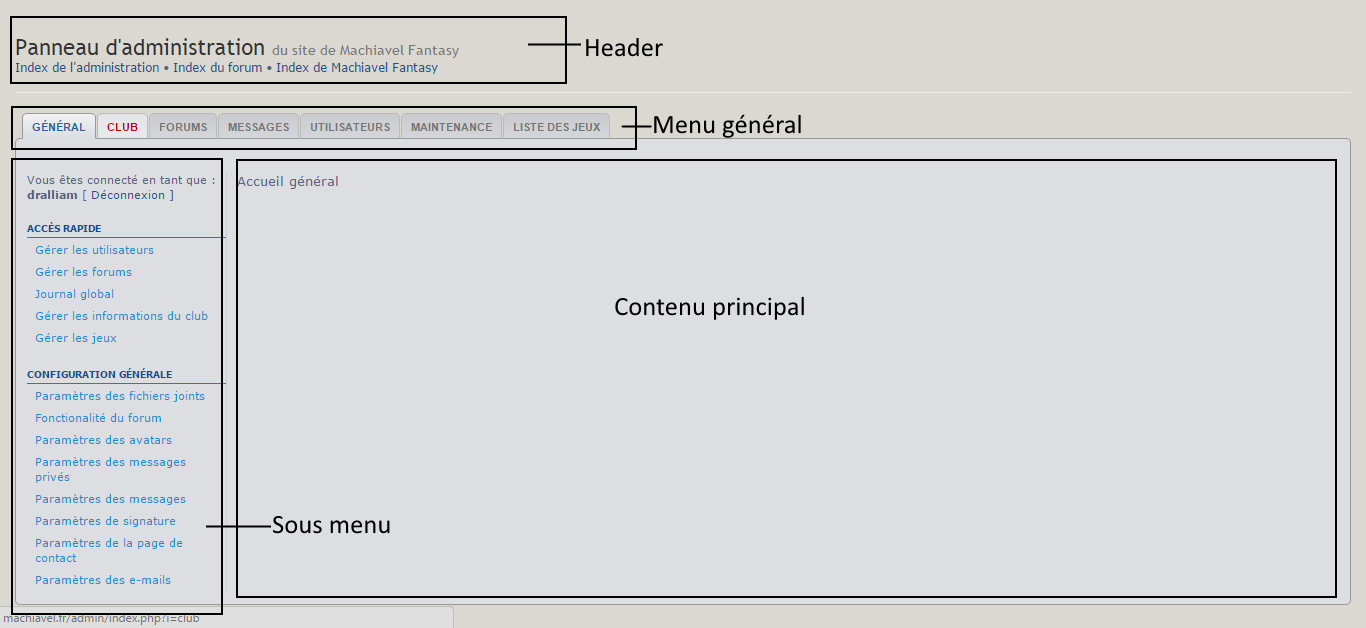 Panneau d'administration du site de Machiavel Fantasy
Index de l'administration • Index du forum • Index de Machiavel Fantasy
Header
GÉNÉRAL CLUB FORUMS MESSAGES UTILISATEURS MAINTENANCE LISTE DES JEUX
Menu général
Vous êtes connecté en tant que :
dralliam [ Déconnexion ]
ACCÈS RAPIDE
Gérer les utilisateurs
Gérer les forums
Journal global
Gérer les informations du club
Gérer les jeux
CONFIGURATION GÉNÉRALE
Paramètres des fichiers joints
Fonctionalité du forum
Paramètres des avatars
Paramètres des messages
privés
Paramètres des messages
Paramètres de signature
Paramètres de la page de
contact
Paramètres des e-mails
Sous menu
Accueil général
Contenu principal
machiavel.fr/admin/index.php?i=club